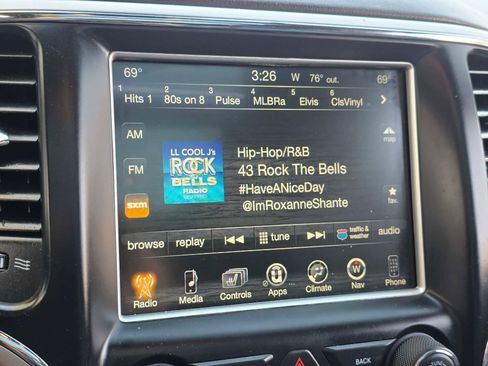 69° 3:26 W 76° out. 69°
1 2 3 4 5 6
Hits 1 80s on 8 Pulse MLBRa Elvis ClsVinyl
AM
FM
sxm
LL COOL J's
ROCK
THE
BELLS
RADIO
Hip-Hop/R&B
43 Rock The Bells
#HaveANiceDay
@ImRoxanneShante
map
fav.
browse replay tune traffic & weather audio
Radio Media Controls Apps Climate Nav Phone
W
BACK